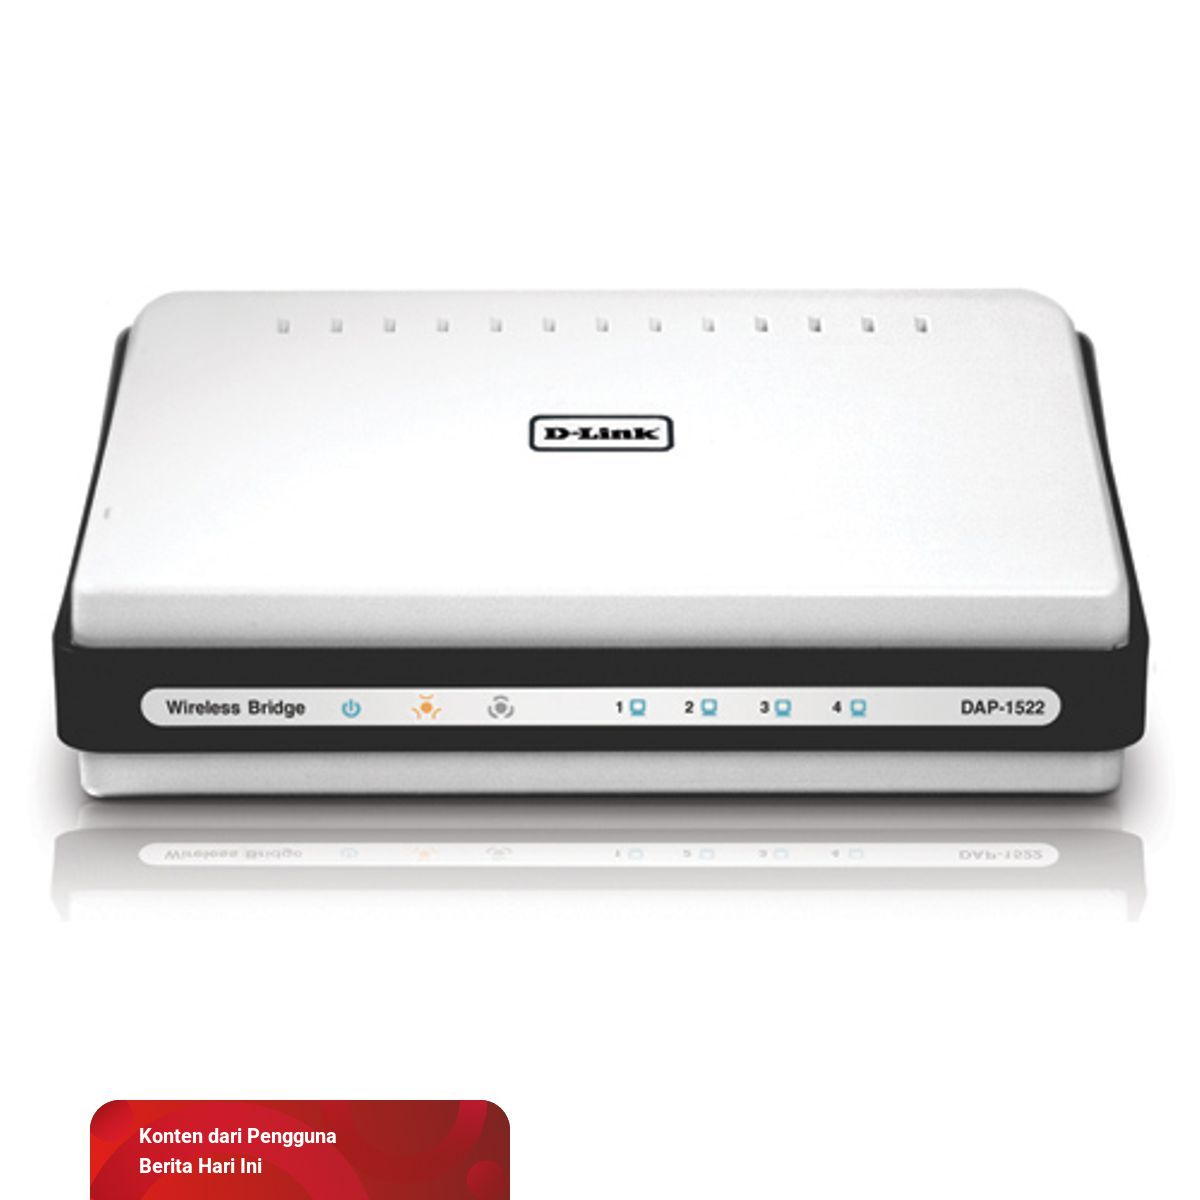 D-Link
Wireless Bridge 1 2 3 4 DAP-1522
Konten dari Pengguna
Berita Hari Ini